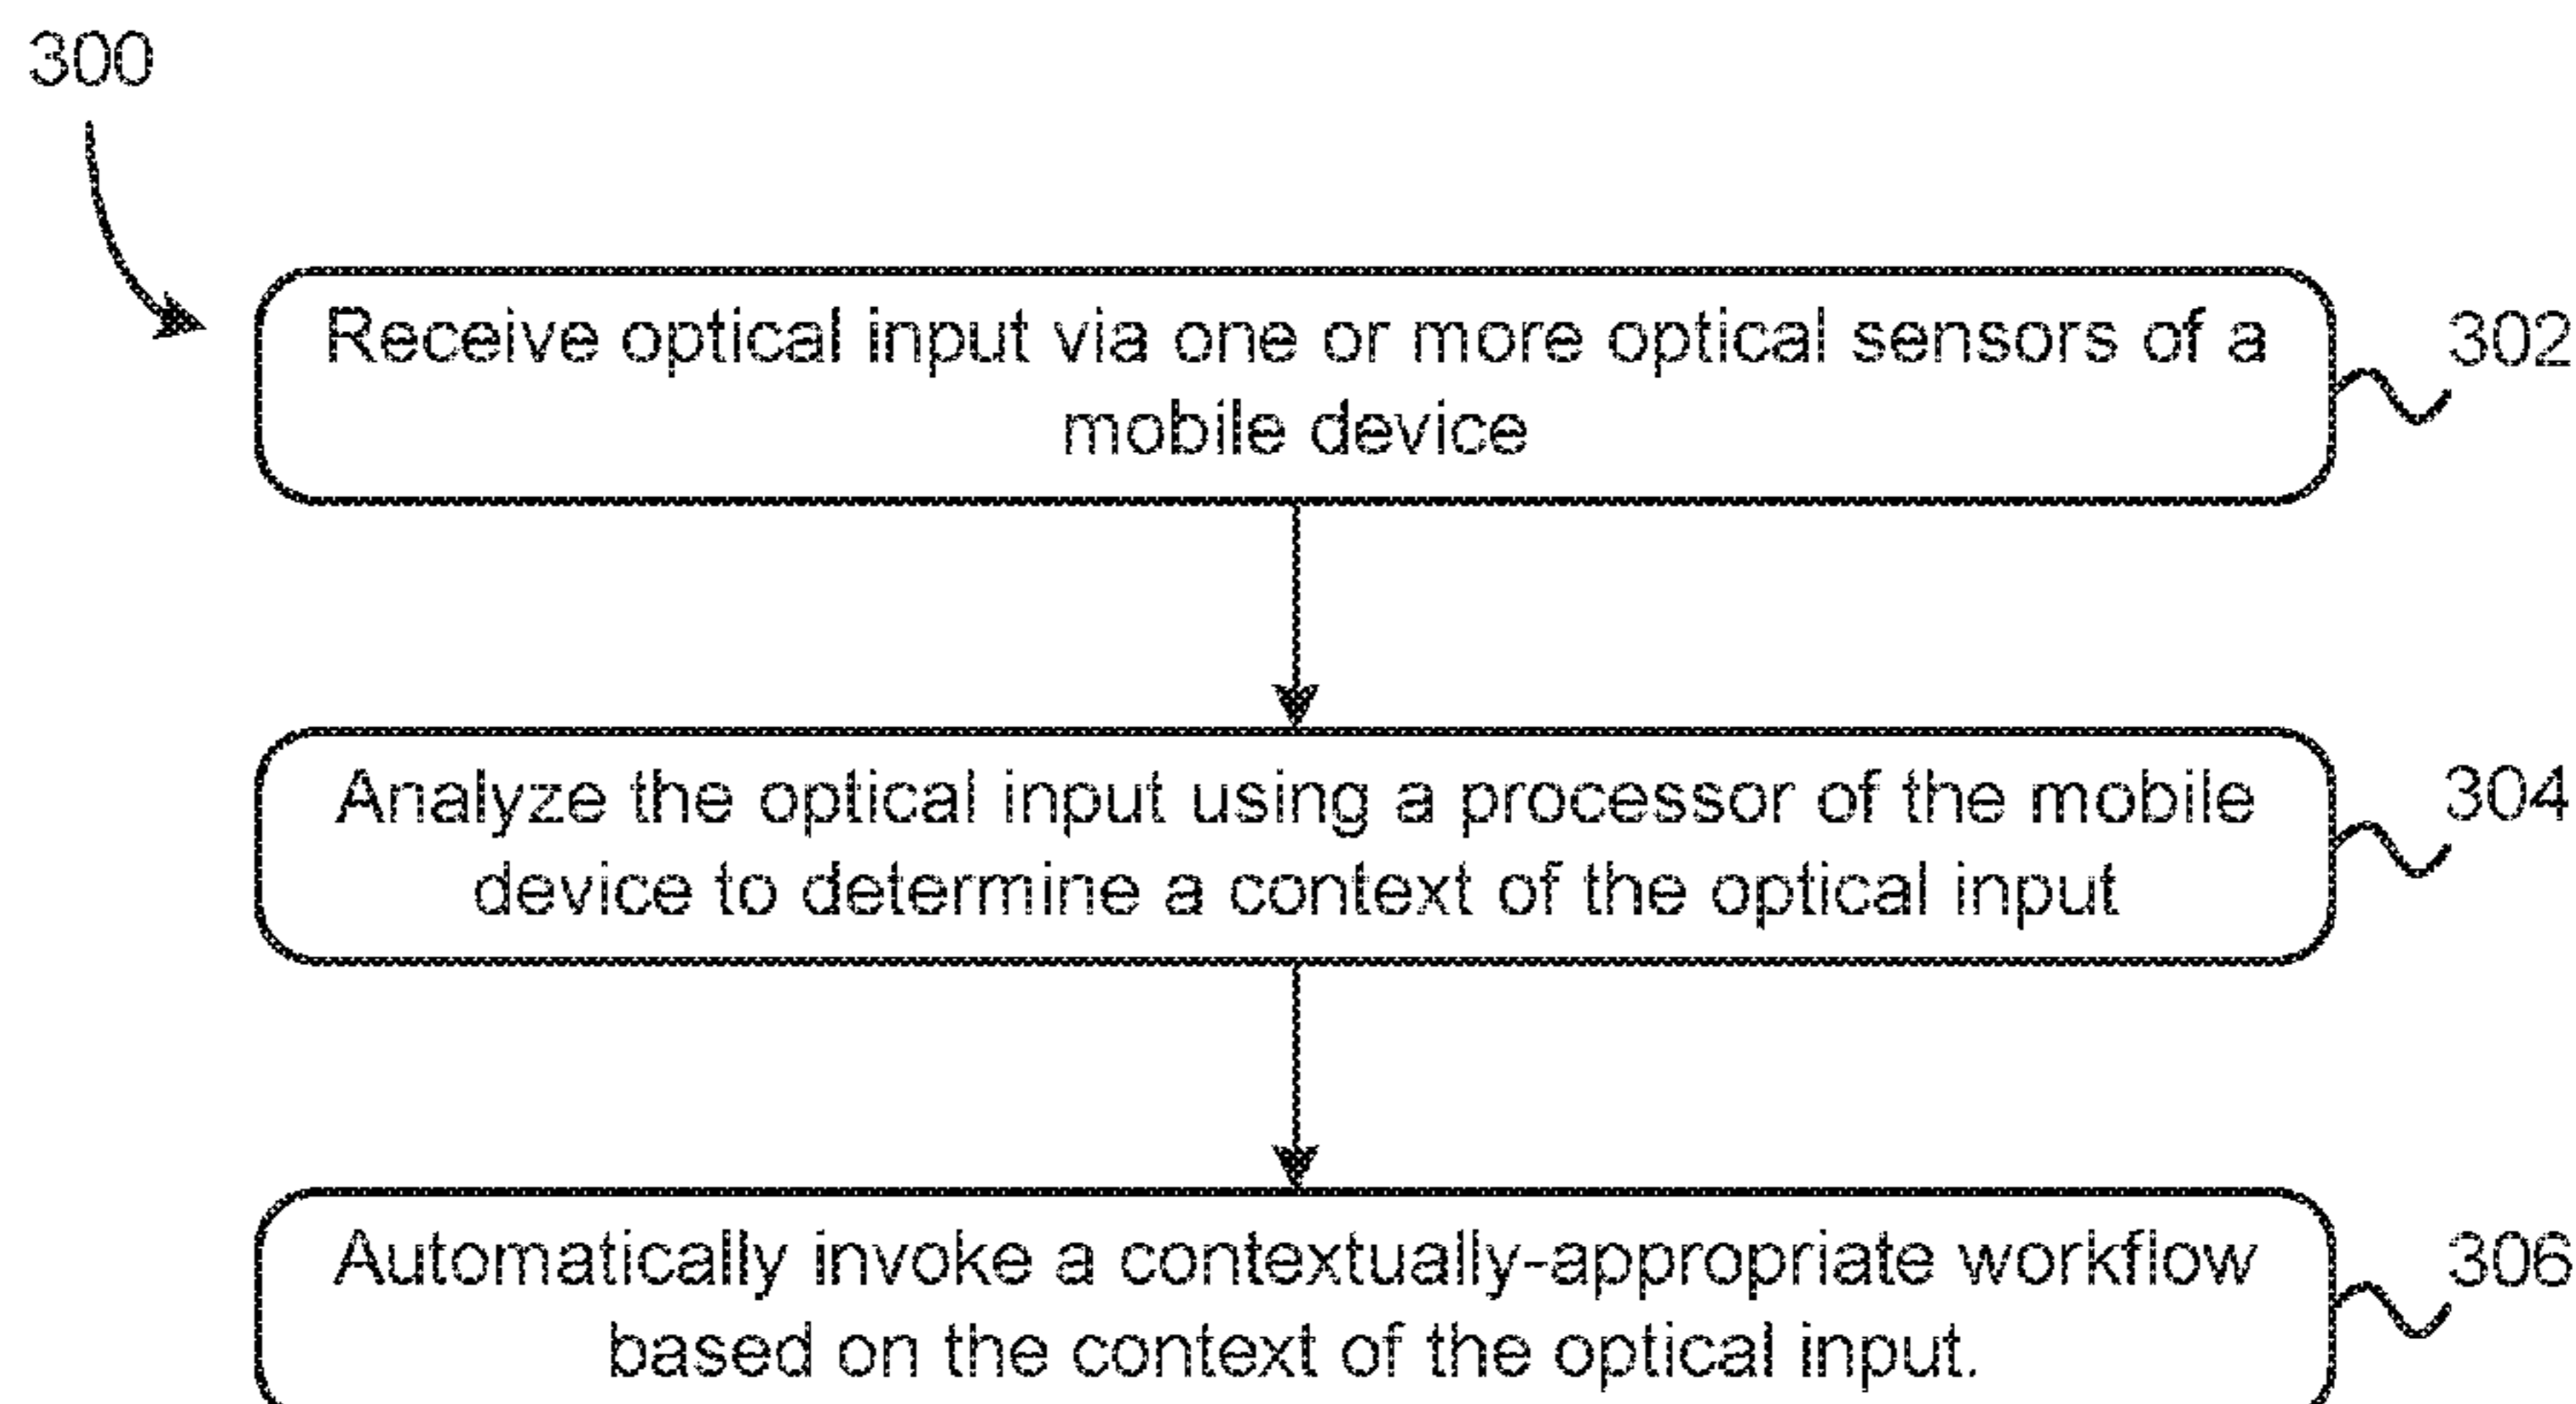 300
Receive optical input via one or more optical sensors of a
mobile device
302
Analyze the optical input using a processor of the mobile
device to determine a context of the optical input
304
Automatically invoke a contextually-appropriate workflow
based on the context of the optical input.
306